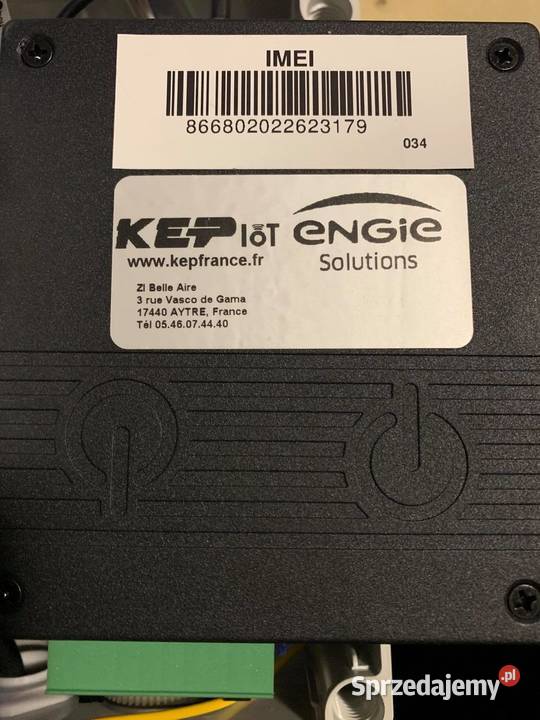 IMEI
866802022623179
034
KEP IoT ENGIE
www.kepfrance.fr
Solutions
ZI Belle Aire
3 rue Vasco de Gama
17440 AYTRE, France
Tél 05.46.07.44.40
Sprzedajemy.pl